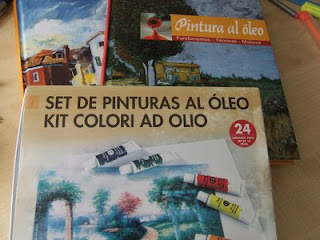 Pintura al óleo
Fundamentos - Técnicas - Motivos
SET DE PINTURAS AL ÓLEO
KIT COLORI AD OLIO
24